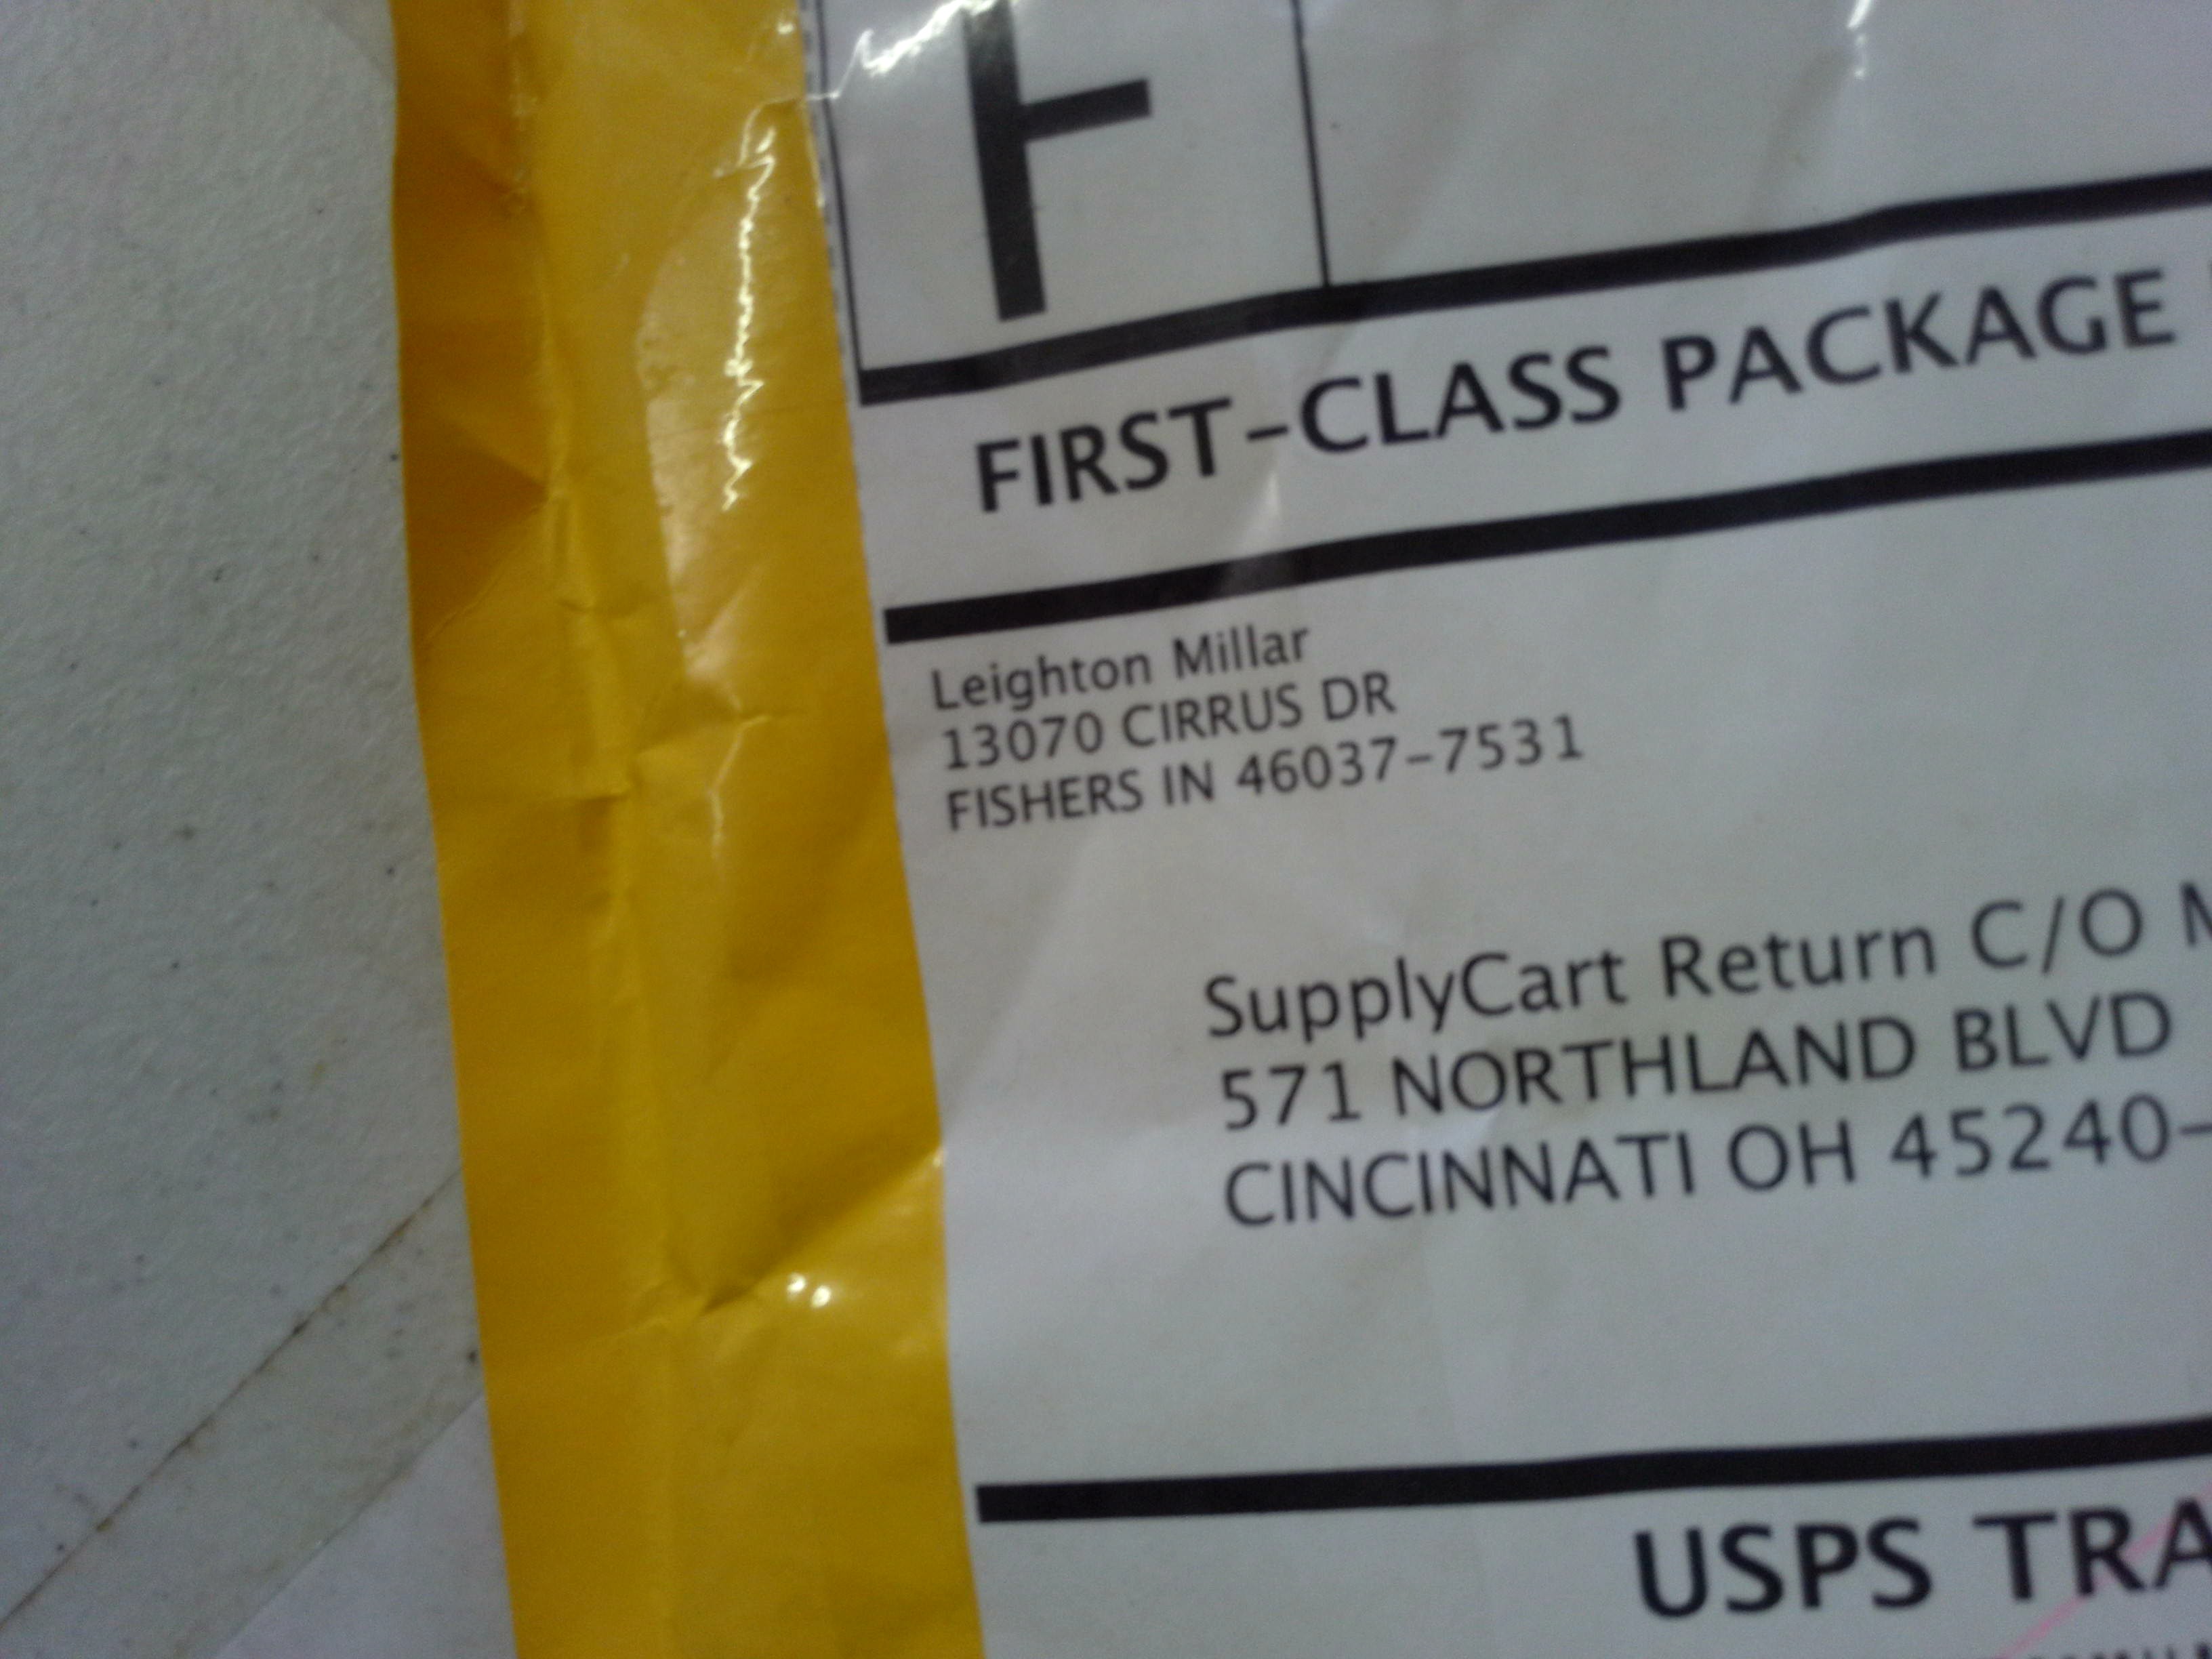 F
FIRST-CLASS PACKAGE
Leighton Millar
13070 CIRRUS DR
FISHERS IN 46037-7531
SupplyCart Return C/O
571 NORTHLAND BLVD
CINCINNATI OH 45240-
USPS TRA